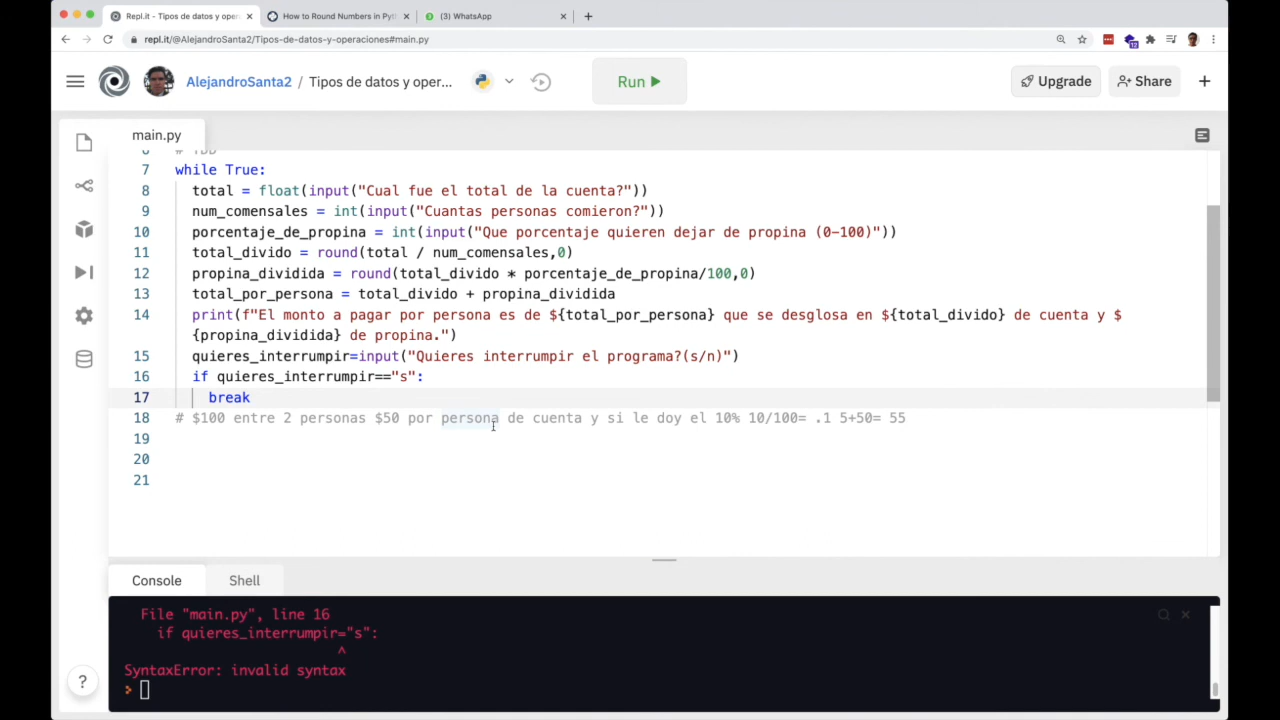 Repl.it - Tipos de datos y oper
How to Round Numbers in Pyt
(3) WhatsApp
repl.it/@AlejandroSanta2/Tipos-de-datos-y-operaciones#main.py
12
AlejandroSanta2 / Tipos de datos y oper...
Run
Upgrade
Share
main.py
7 while True:
8 total = float(input("Cual fue el total de la cuenta?"))
9 num_comensales = int(input("Cuantas personas comieron?"))
10 porcentaje_de_propina = int(input("Que porcentaje quieren dejar de propina (0-100)"))
11 total_divido = round(total / num_comensales,0)
12 propina_dividida = round(total_divido * porcentaje_de_propina/100,0)
13 total_por_persona = total_divido + propina_dividida
14 print(f"El monto a pagar por persona es de ${total_por_persona} que se desglosa en ${total_divido} de cuenta y $
{propina_dividida} de propina.")
15 quieres_interrumpir=input("Quieres interrumpir el programa?(s/n)")
16 if quieres_interrumpir=="s":
17 break
18 # $100 entre 2 personas $50 por persona de cuenta y si le doy el 10% 10/100= .1 5+50= 55
19
20
21
Console
Shell
File "main.py", line 16
if quieres_interrumpir="s":
^
SyntaxError: invalid syntax
?